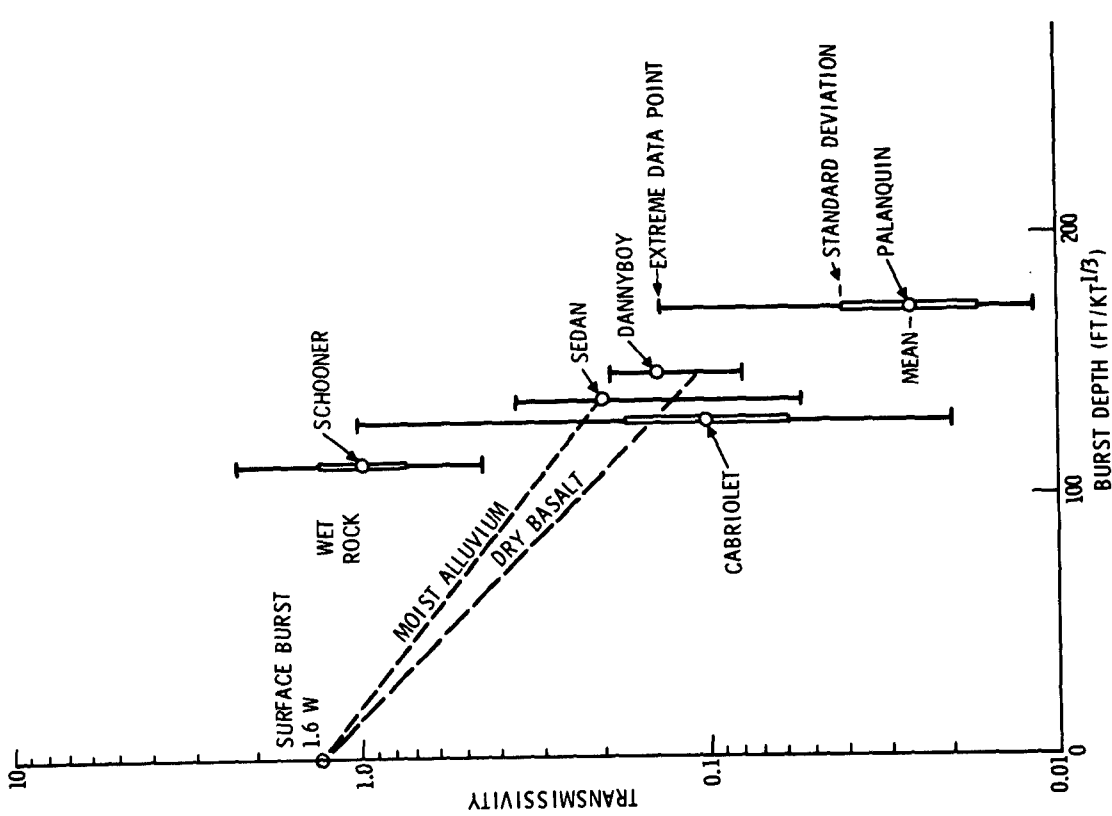 10
1.0
0.1
0.01
TRANSMISSIVITY
SURFACE BURST
1.6 W
WET
ROCK
SCHOONER
MOIST ALLUVIUM
DRY BASALT
SEDAN
DANNYBOY
EXTREME DATA POINT
STANDARD DEVIATION
PALANQUIN
MEAN
CABRIOLET
0
100
200
BURST DEPTH (FT/KT1/3)